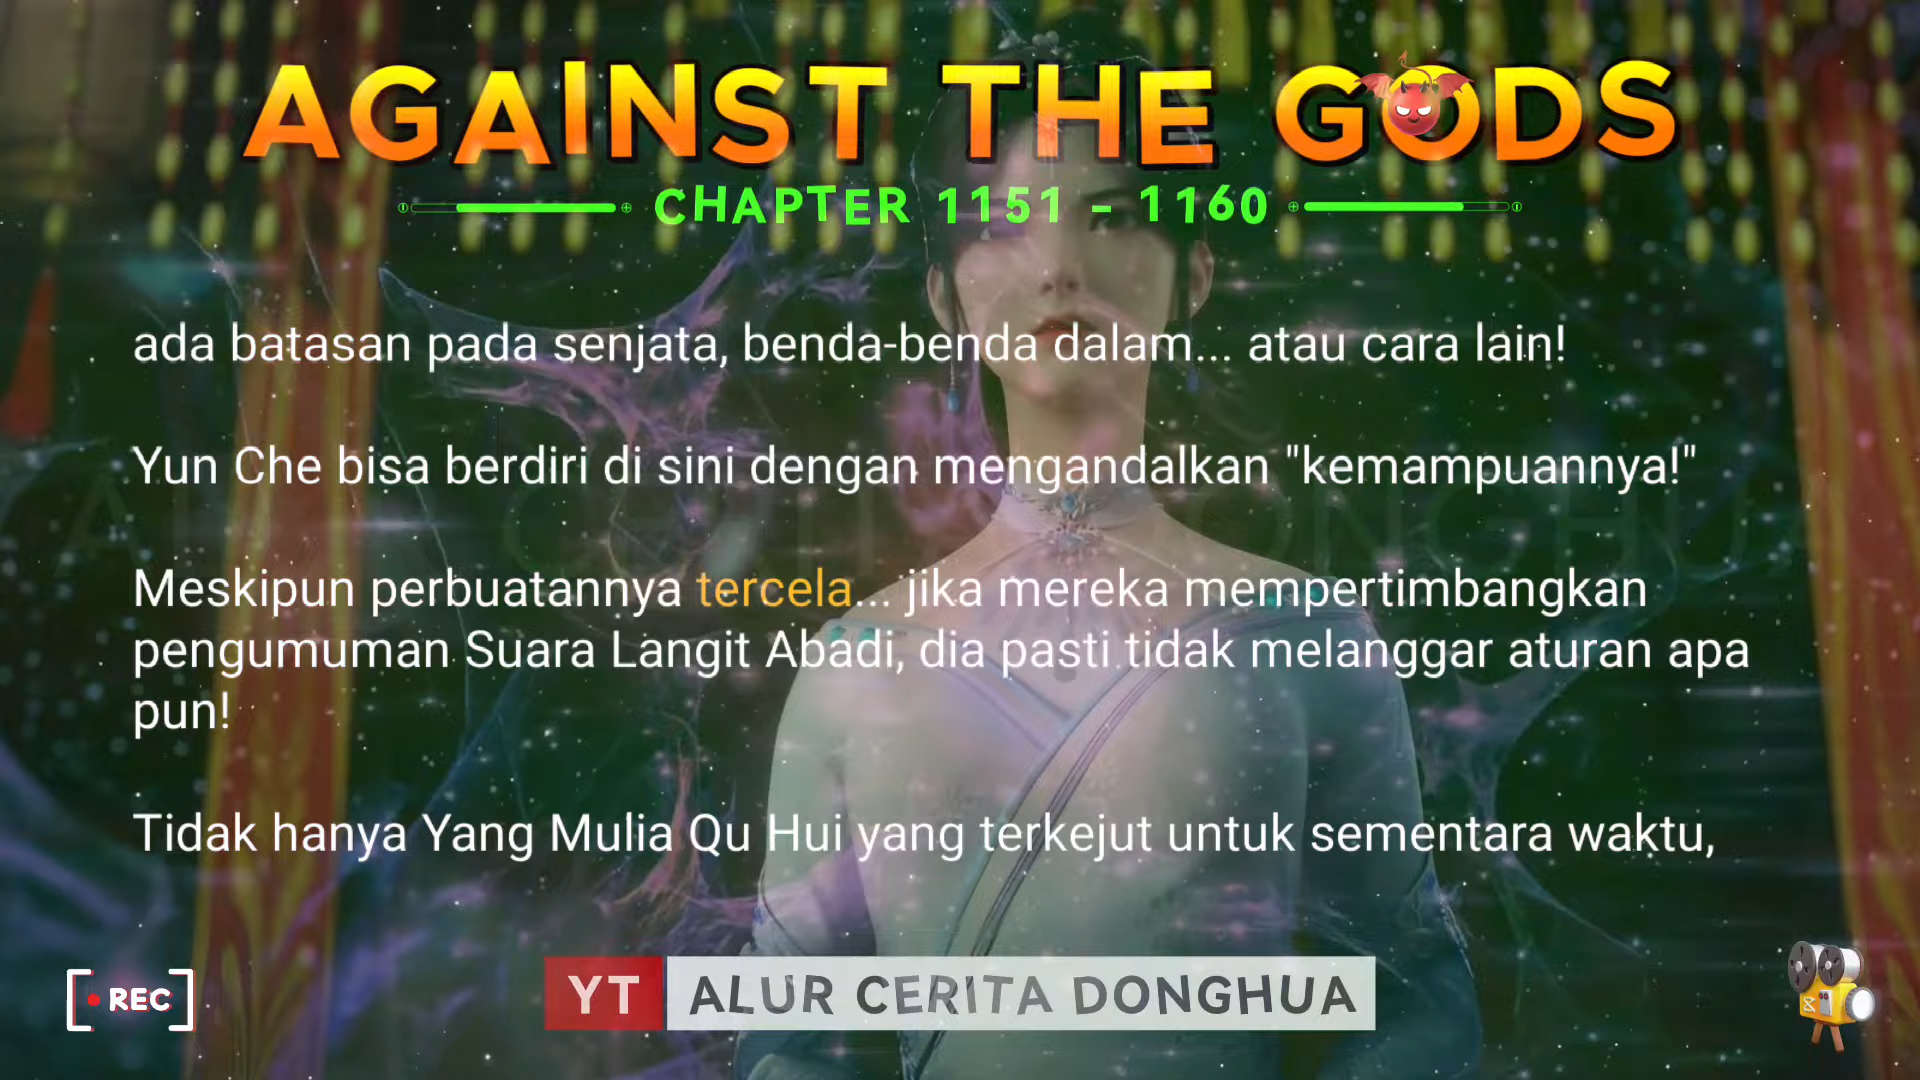 AGAINST THE GODS
CHAPTER 1151 - 1160
ada batasan pada senjata, benda-benda dalam... atau cara lain!
Yun Che bisa berdiri di sini dengan mengandalkan "kemampuannya!"
Meskipun perbuatannya tercela... jika mereka mempertimbangkan
pengumuman Suara Langit Abadi, dia pasti tidak melanggar aturan apa
pun!
Tidak hanya Yang Mulia Qu Hui yang terkejut untuk sementara waktu,
REC
YT ALUR CERITA DONGHUA